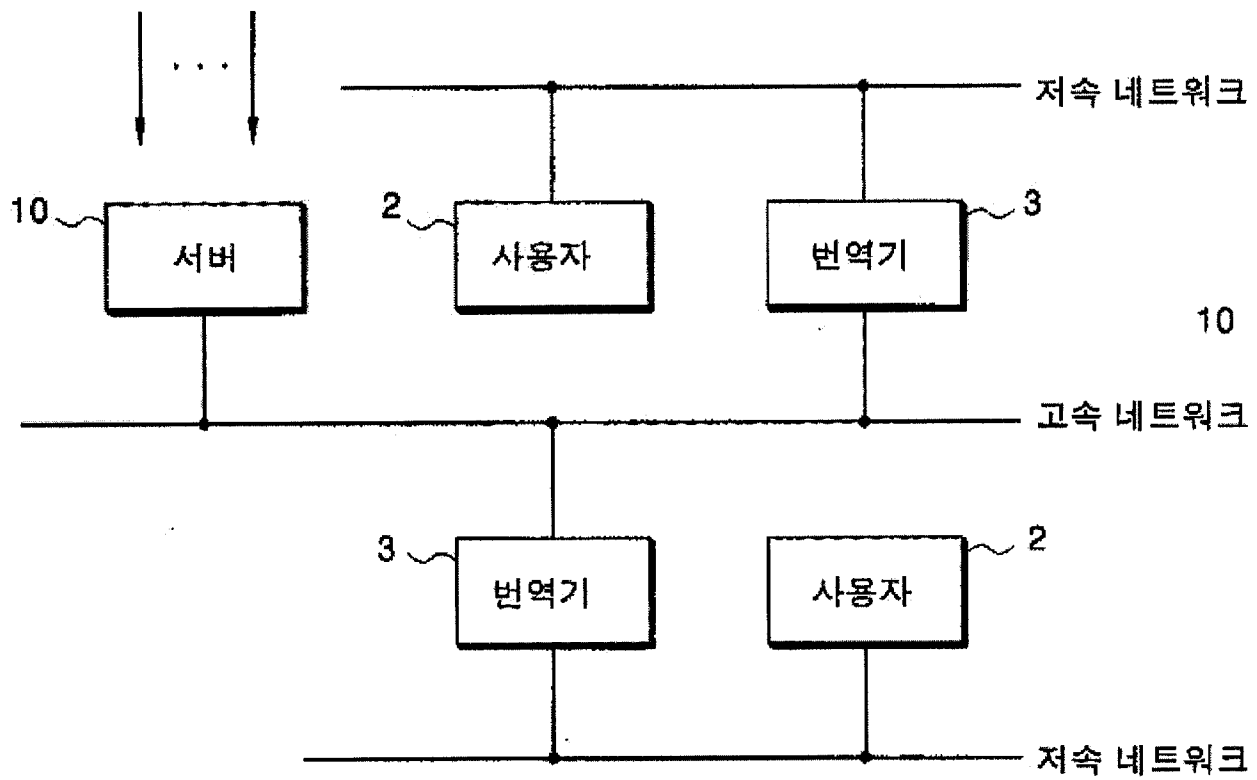 . . .
저속 네트워크
10
서버
2
사용자
3
번역기
10
고속 네트워크
3
번역기
2
사용자
저속 네트워크